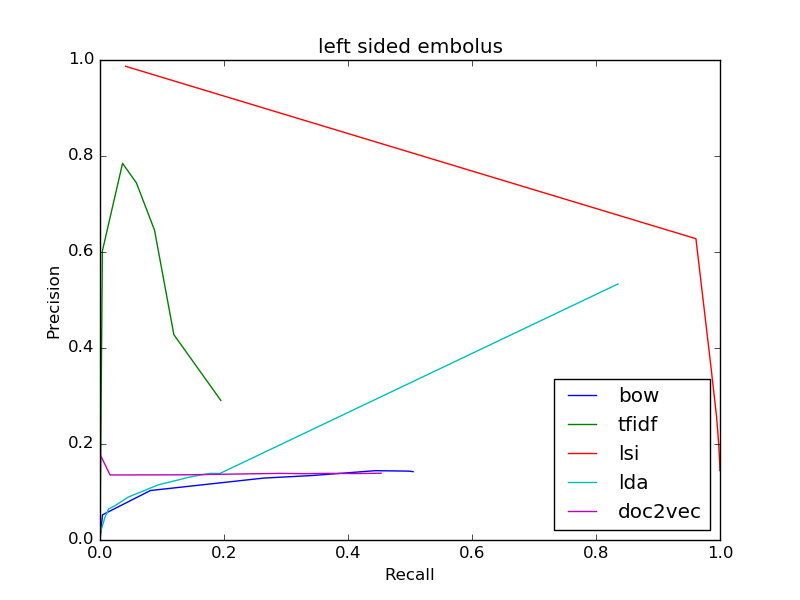 left sided embolus
Precision
1.0
0.8
0.6
0.4
0.2
0.0
0.0 0.2 0.4 0.6 0.8 1.0
Recall
bow
tfidf
lsi
lda
doc2vec